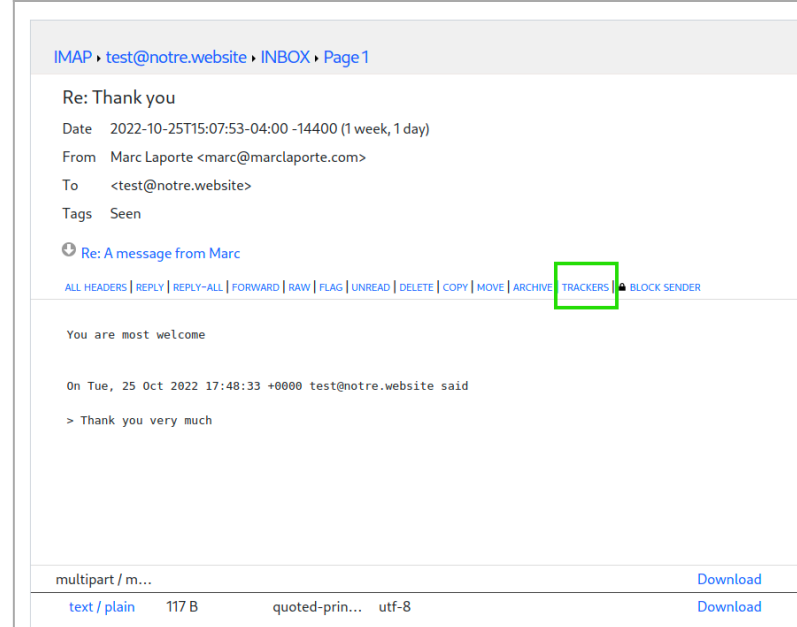 IMAP ▸ test@notre.website ▸ INBOX ▸ Page 1
Re: Thank you
Date 2022-10-25T15:07:53-04:00 -14400 (1 week, 1 day)
From Marc Laporte <marc@marclaporte.com>
To <test@notre.website>
Tags Seen
Re: A message from Marc
ALL HEADERS | REPLY | REPLY-ALL | FORWARD | RAW | FLAG | UNREAD | DELETE | COPY | MOVE | ARCHIVE | TRACKERS | BLOCK SENDER
You are most welcome
On Tue, 25 Oct 2022 17:48:33 +0000 test@notre.website said
> Thank you very much
multipart / m... Download
text / plain 117 B quoted-prin... utf-8 Download